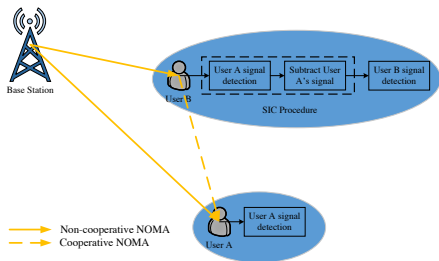 Base Station
User B
User A signal
detection
Subtract User
A's signal
User B signal
detection
SIC Procedure
User A
User A signal
detection
Non-cooperative NOMA
Cooperative NOMA